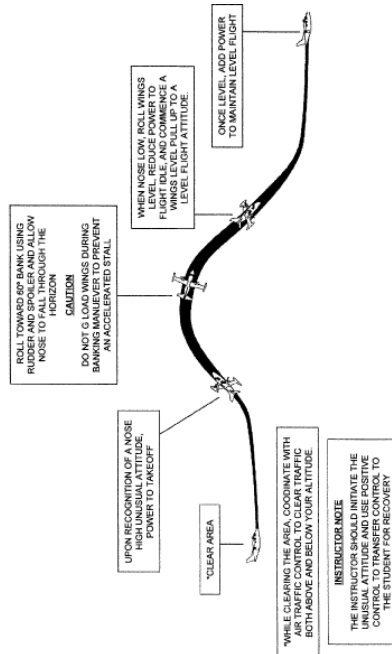 *CLEAR AREA
UPON RECOGNITION OF A NOSE
HIGH UNUSUAL ATTITUDE,
POWER TO TAKEOFF
ROLL TOWARD 60° BANK USING
RUDDER AND SPOILER AND ALLOW
NOSE TO FALL THROUGH THE
HORIZON
CAUTION
DO NOT G LOAD WINGS DURING
BANKING MANUEVER TO PREVENT
AN ACCELERATED STALL
WHEN NOSE LOW, ROLL WINGS
LEVEL, REDUCE POWER TO
FLIGHT IDLE, AND COMMENCE A
WINGS LEVEL PULL UP TO A
LEVEL FLIGHT ATTITUDE.
ONCE LEVEL, ADD POWER
TO MAINTAIN LEVEL FLIGHT
*WHILE CLEARING THE AREA, COODINATE WITH
AIR TRAFFIC CONTROL TO CLEAR TRAFFIC
BOTH ABOVE AND BELOW YOUR ALTITUDE.
INSTRUCTOR NOTE
THE INSTRUCTOR SHOULD INITIATE THE
UNUSUAL ATTITUDE AND USE POSITIVE
CONTROL TO TRANSFER CONTROL TO
THE STUDENT FOR RECOVERY